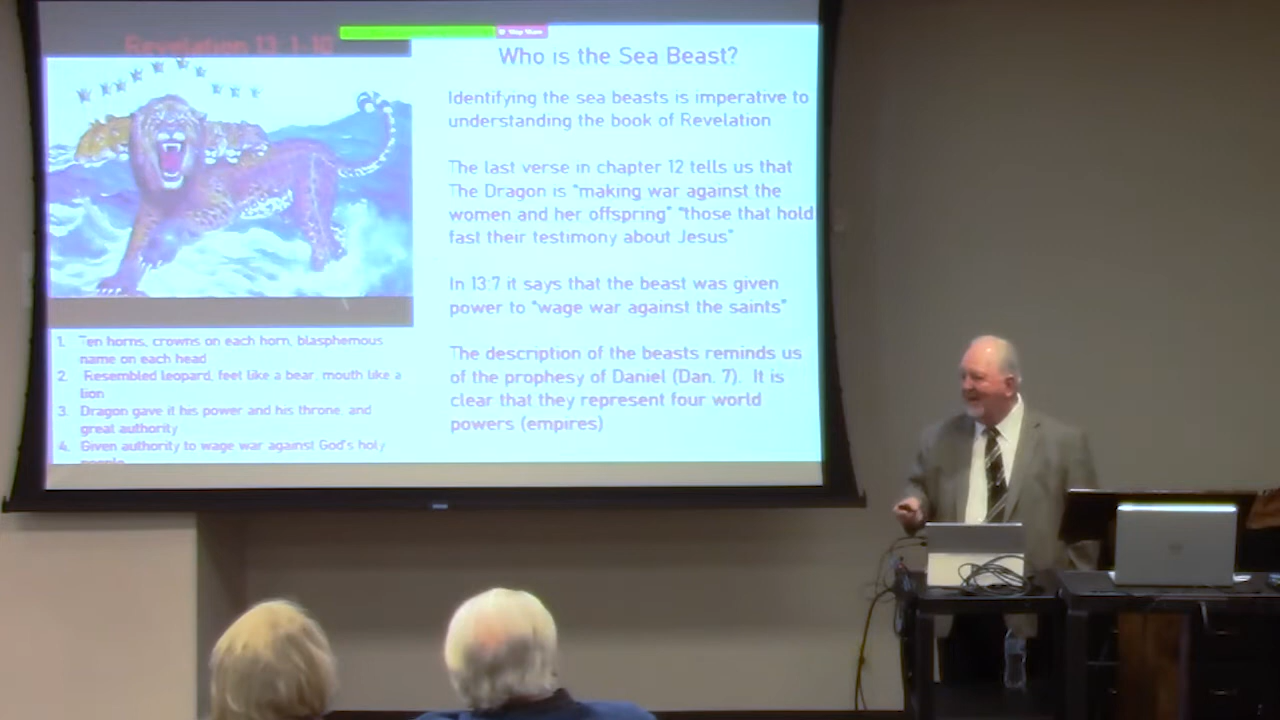 Revelation 13: 1-10
Stop Share
Who is the Sea Beast?
Identifying the sea beasts is imperative to
understanding the book of Revelation
The last verse in chapter 12 tells us that
The Dragon is "making war against the
women and her offspring" "those that hold
fast their testimony about Jesus"
In 13:7 it says that the beast was given
power to "wage war against the saints"
The description of the beasts reminds us
of the prophesy of Daniel (Dan. 7). It is
clear that they represent four world
powers (empires)
1. Ten horns, crowns on each horn, blasphemous
name on each head
2. Resembled leopard, feet like a bear, mouth like a
lion
3. Dragon gave it his power and his throne, and
great authority
4. Given authority to wage war against God's holy
people